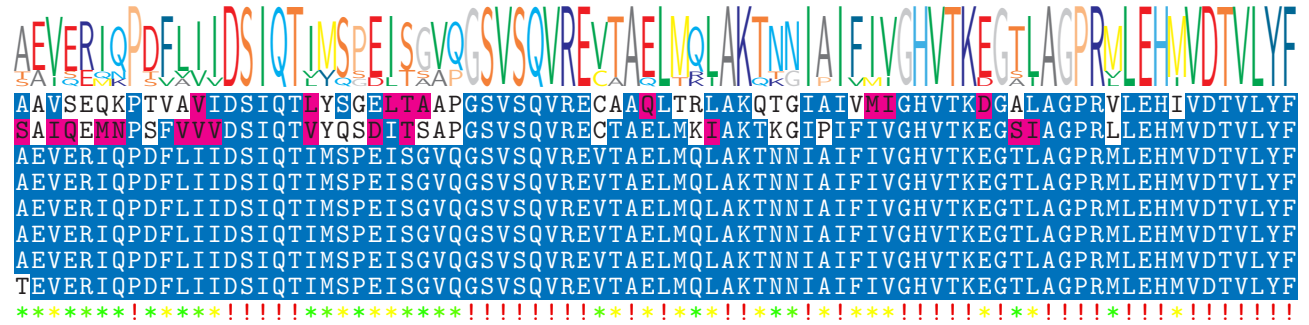 AEVERIQPDFLIIDSIQTIMSPEISGVQGSVSQVREVTAELMQLAKTNNIAIFIVGHVTKEGTLAGPRMLEHMVDTVLYF
AAVSEQKPTVAVIDSIQTLYSGELTAAPGSVSQVRECAAQLTRLAKQTGIAIVMIGHVTKDGALAGPRVLEHIVDTVLYF
SAIQEMNPSFVVVDSIQTVYQSDITSAPGSVSQVRECTAELMKIAKTKGIPIFIVGHVTKEGSIAGPRLLEHMVDTVLYF
AEVERIQPDFLIIDSIQTIMSPEISGVQGSVSQVREVTAELMQLAKTNNIAIFIVGHVTKEGTLAGPRMLEHMVDTVLYF
AEVERIQPDFLIIDSIQTIMSPEISGVQGSVSQVREVTAELMQLAKTNNIAIFIVGHVTKEGTLAGPRMLEHMVDTVLYF
AEVERIQPDFLIIDSIQTIMSPEISGVQGSVSQVREVTAELMQLAKTNNIAIFIVGHVTKEGTLAGPRMLEHMVDTVLYF
AEVERIQPDFLIIDSIQTIMSPEISGVQGSVSQVREVTAELMQLAKTNNIAIFIVGHVTKEGTLAGPRMLEHMVDTVLYF
AEVERIQPDFLIIDSIQTIMSPEISGVQGSVSQVREVTAELMQLAKTNNIAIFIVGHVTKEGTLAGPRMLEHMVDTVLYF
TEVERIQPDFLIIDSIQTIMSPEISGVQGSVSQVREVTAELMQLAKTNNIAIFIVGHVTKEGTLAGPRMLEHMVDTVLYF
*******!*****!!!!!**********!!!!!!!!**!*!***!!***!*!***!!!!!*!**!!!!*!!!*!!!!!!!